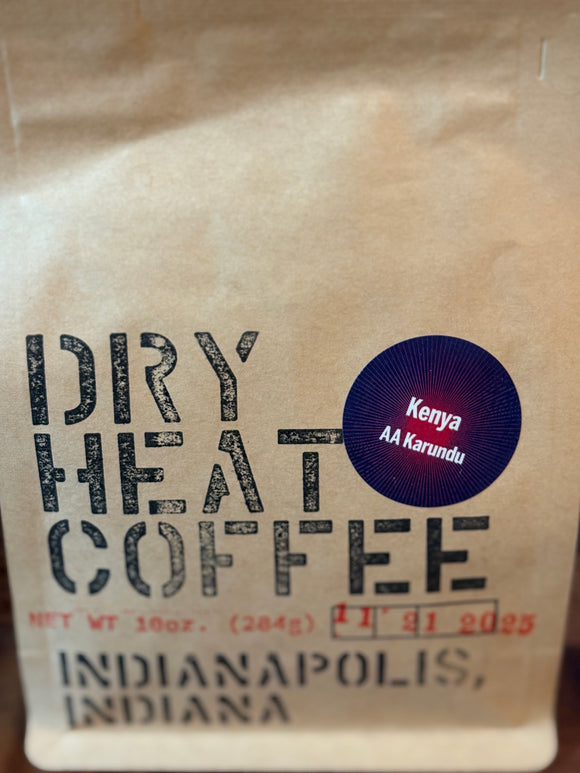 DRY
HEAT
COFFEE
Kenya
AA Karundu
NET WT 10oz. (284g) 11 21 2025
INDIANAPOLIS,
INDIANA